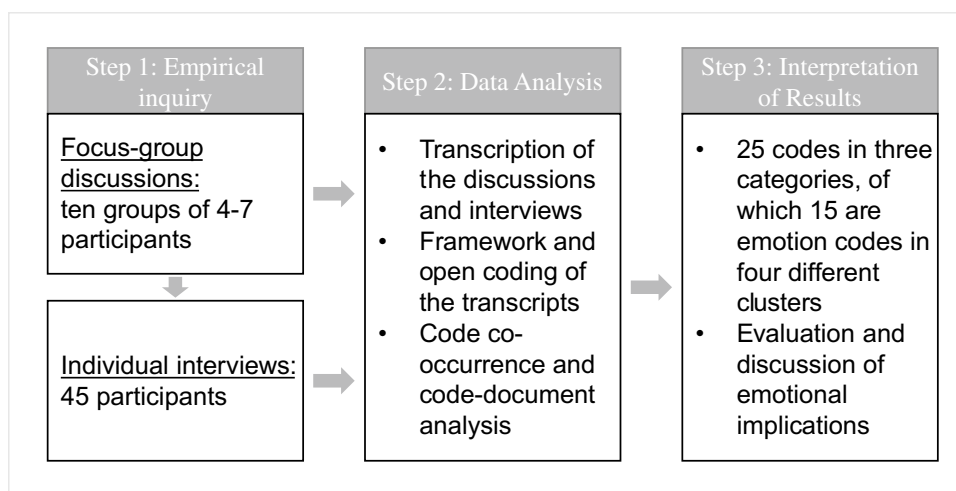 Step 1: Empirical
inquiry
Focus-group
discussions:
ten groups of 4-7
participants
Individual interviews:
45 participants
Step 2: Data Analysis
• Transcription of
the discussions
and interviews
• Framework and
open coding of
the transcripts
• Code co-
occurrence and
code-document
analysis
Step 3: Interpretation
of Results
• 25 codes in three
categories, of
which 15 are
emotion codes in
four different
clusters
• Evaluation and
discussion of
emotional
implications